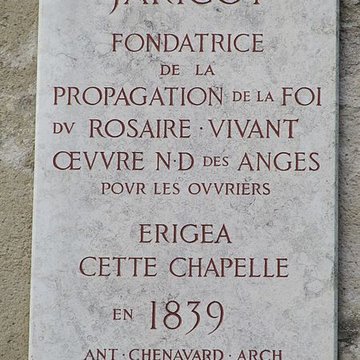 JARICOT
FONDATRICE
DE LA
PROPAGATION DE LA FOI
DV ROSAIRE · VIVANT
ŒVVRE N·D DES ANGES
POVR LES OVVRIERS
ERIGEA
CETTE CHAPELLE
EN 1839
ANT · CHENAVARD · ARCH